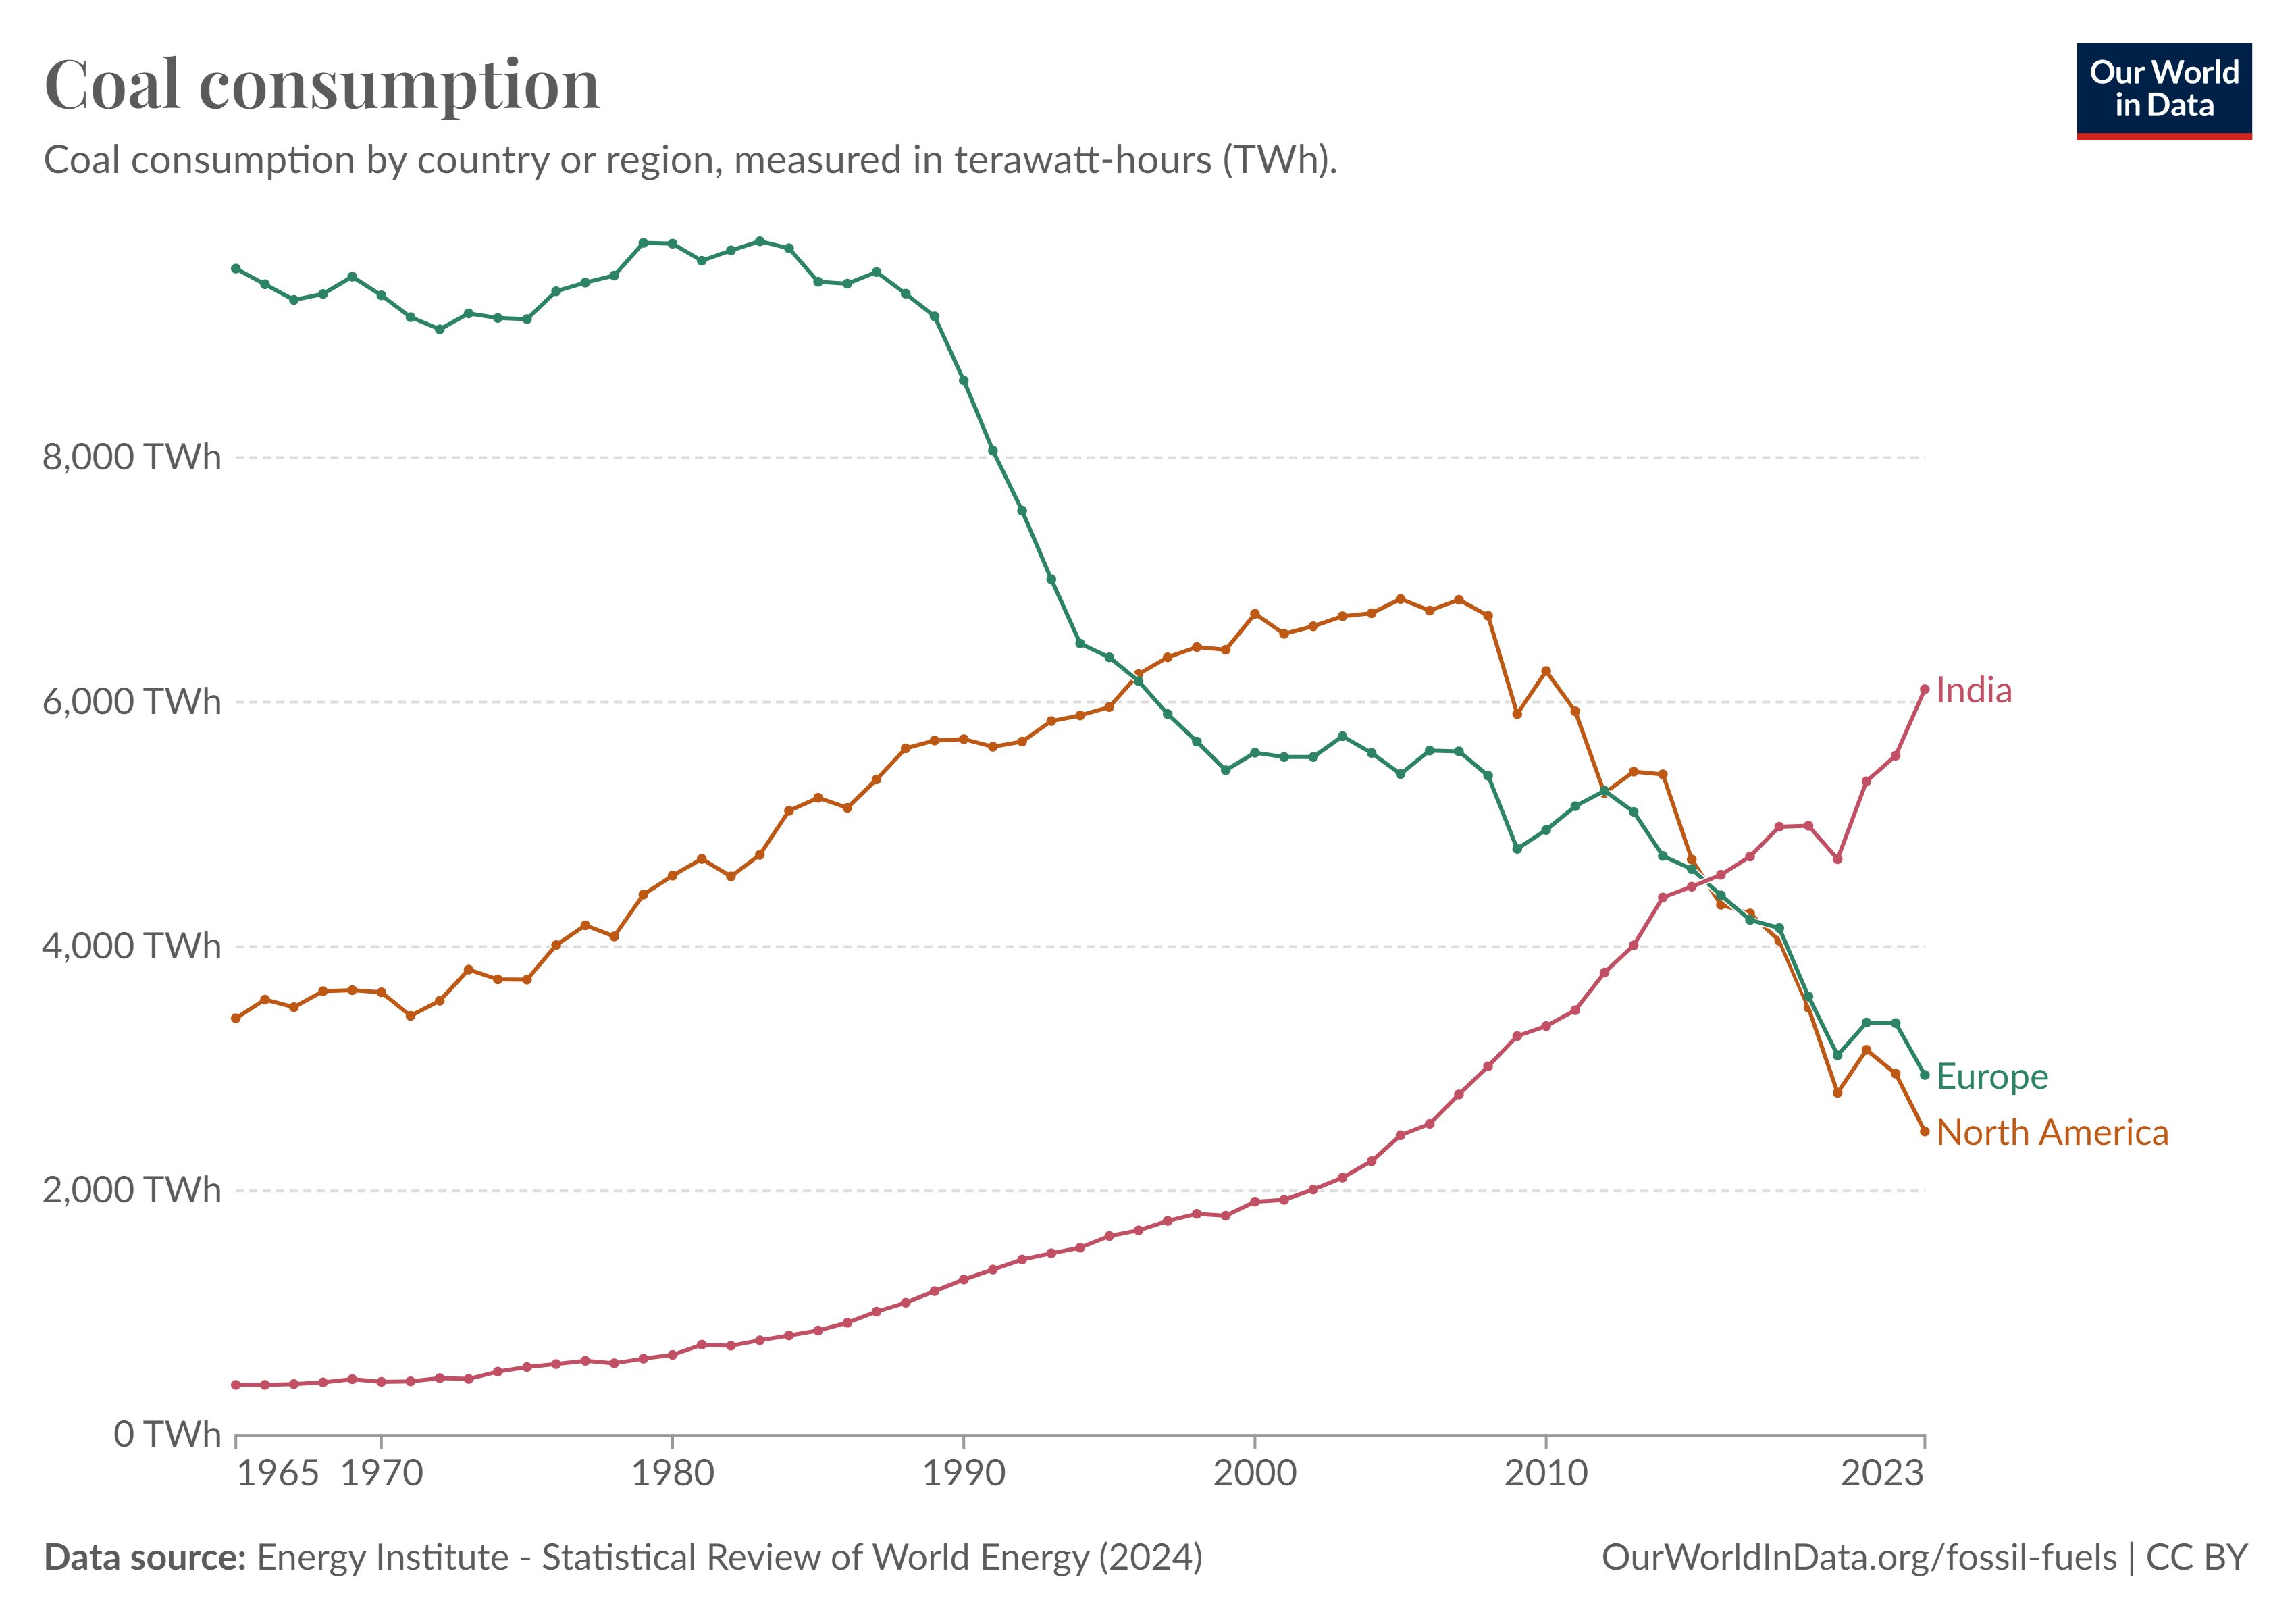 Coal consumption
Our World
in Data
Coal consumption by country or region, measured in terawatt-hours (TWh).
8,000 TWh
6,000 TWh
India
4,000 TWh
Europe
North America
2,000 TWh
0 TWh
1965 1970 1980 1990 2000 2010 2023
Data source: Energy Institute - Statistical Review of World Energy (2024)
OurWorldInData.org/fossil-fuels | CC BY